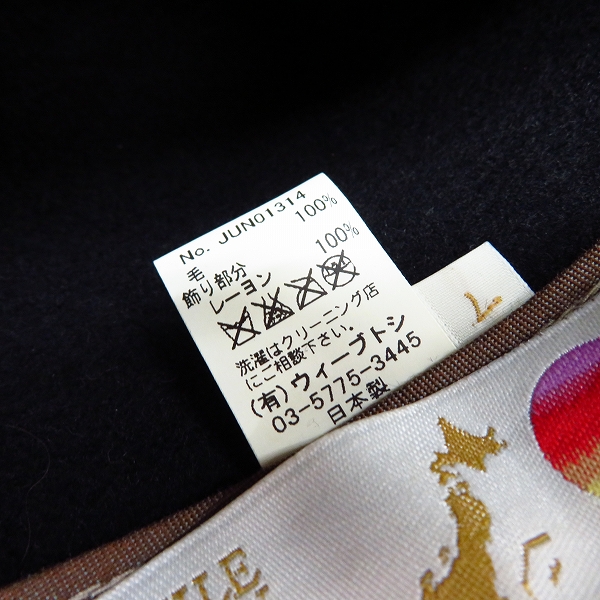 No. JUN01314
毛 100%
飾り部分
レーヨン 100%
洗濯はクリーニング店
にご相談下さい。
(有)ウィーブトシ
03-5775-3445
日本製
L